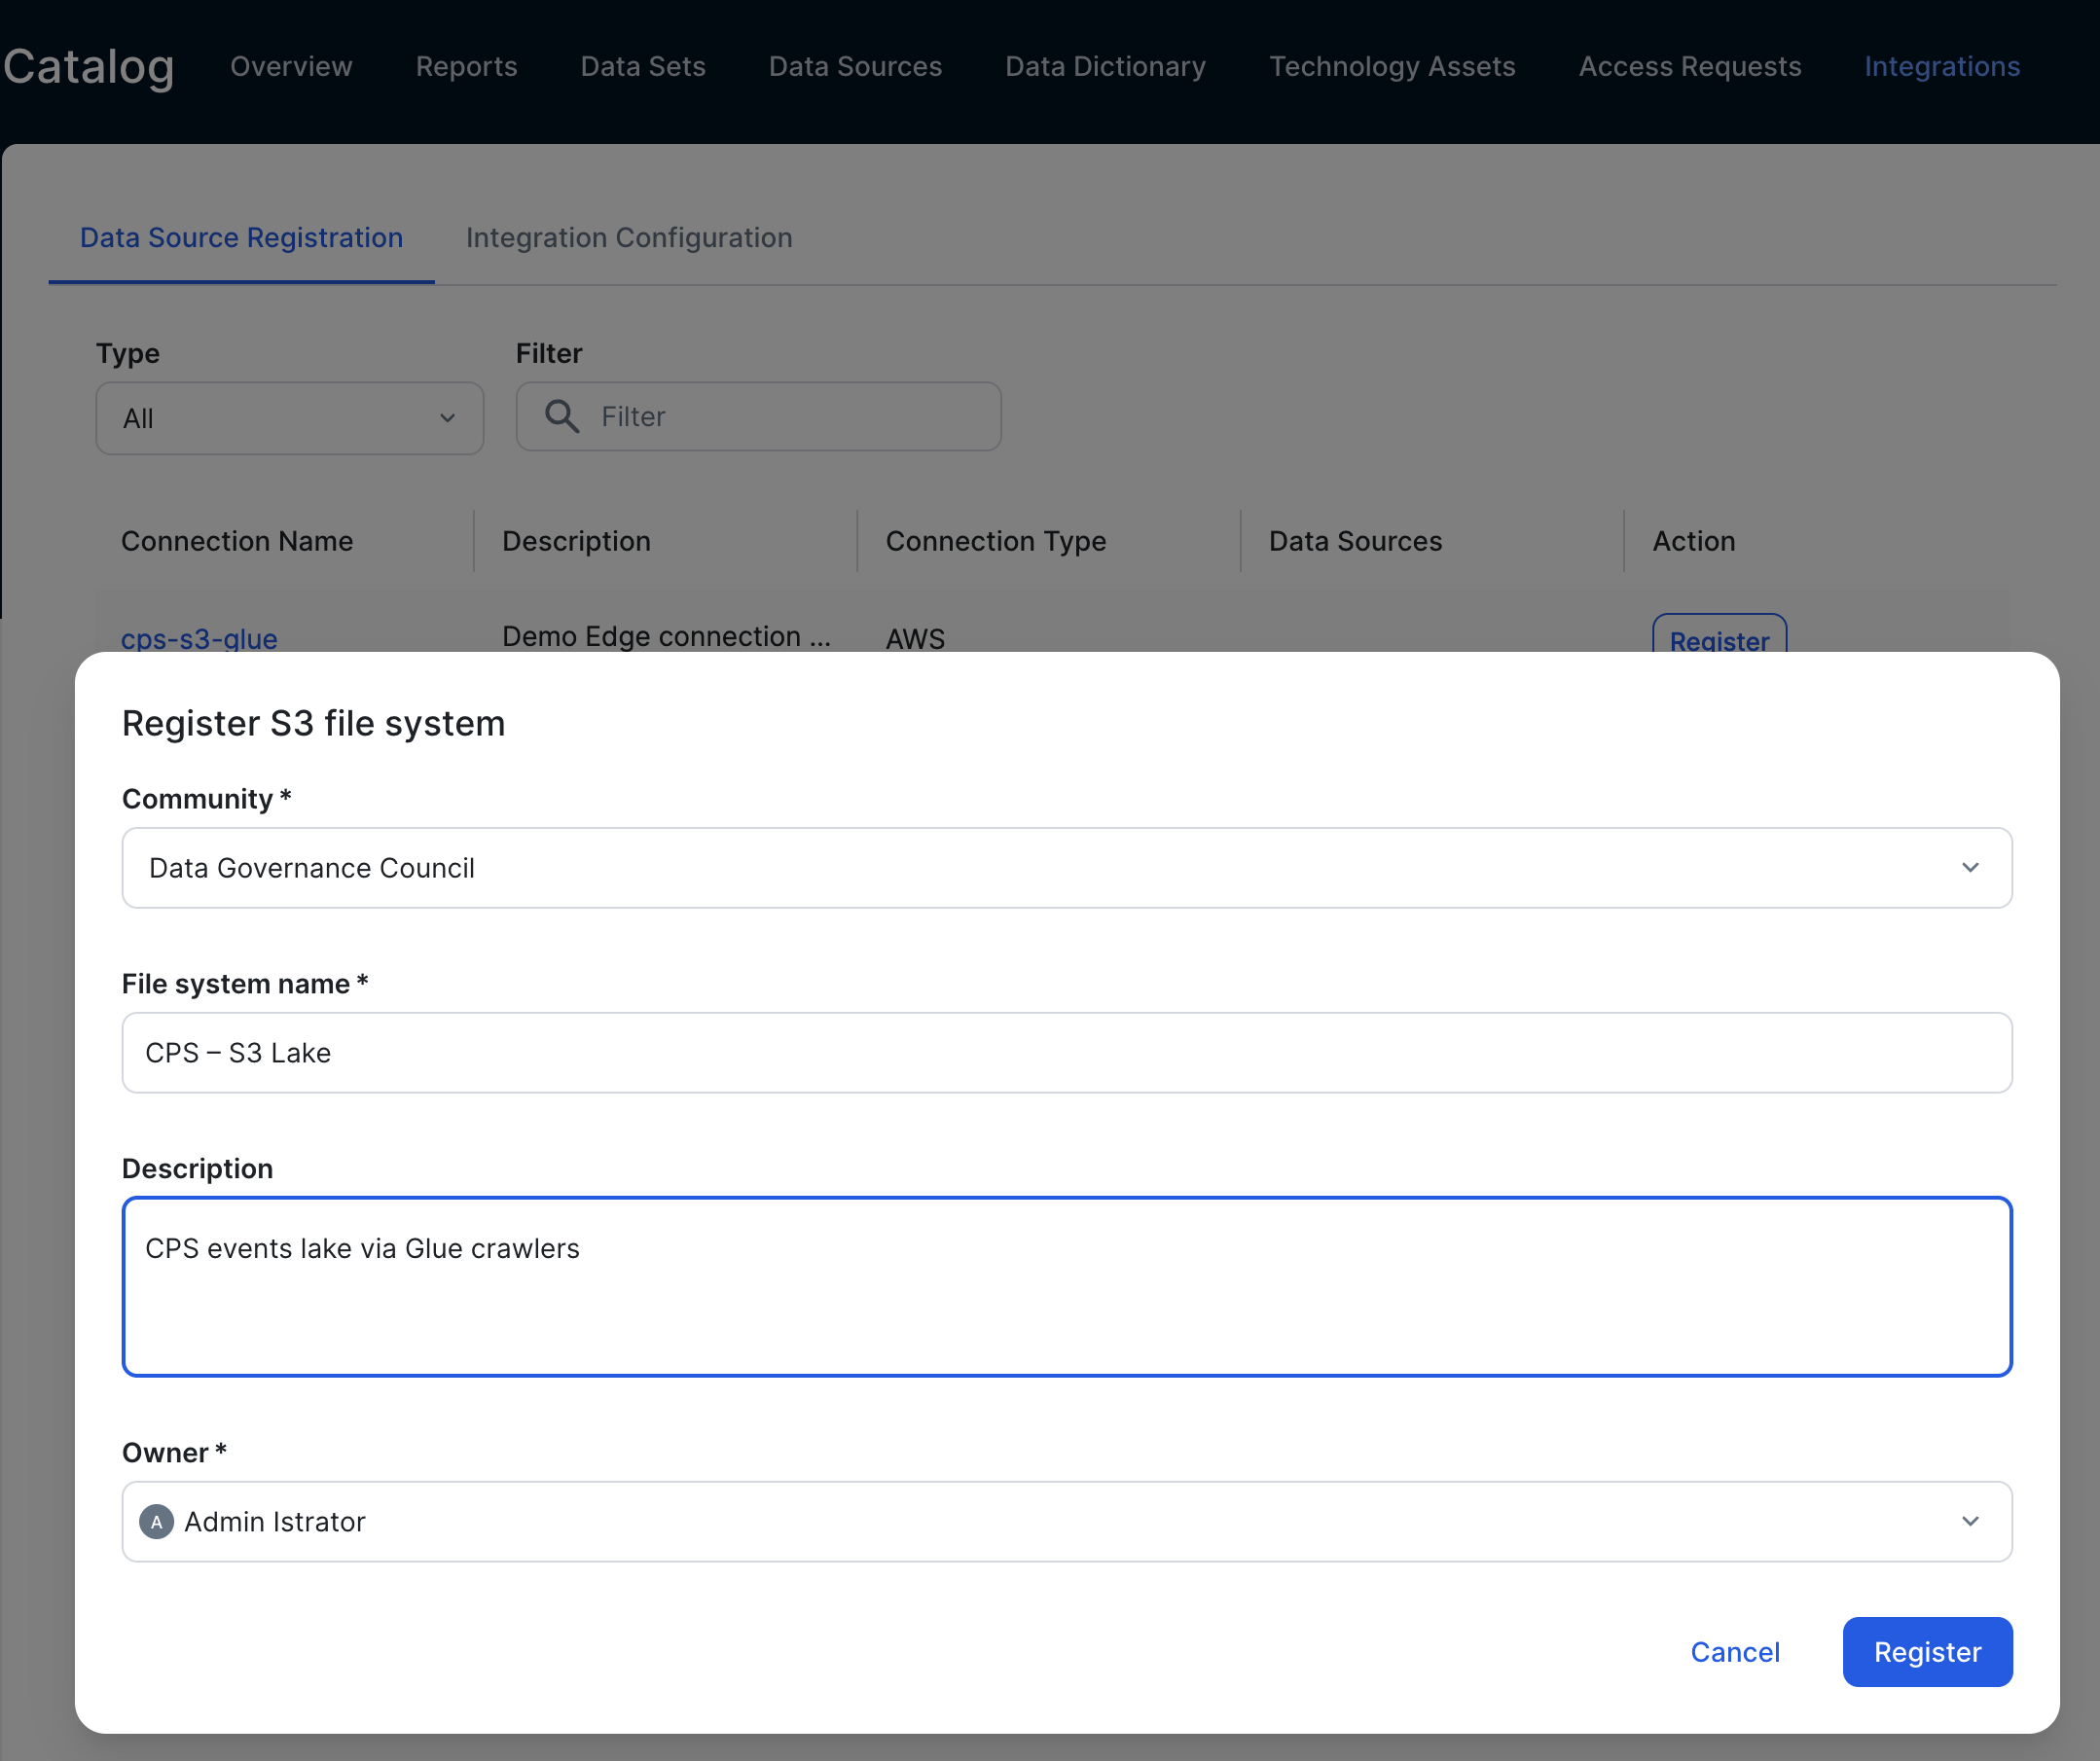 Catalog Overview Reports Data Sets Data Sources Data Dictionary Technology Assets Access Requests Integrations
Data Source Registration Integration Configuration
Type Filter
All Filter
Connection Name Description Connection Type Data Sources Action
cps-s3-glue Demo Edge connection ... AWS Register
Register S3 file system
Community *
Data Governance Council
File system name *
CPS – S3 Lake
Description
CPS events lake via Glue crawlers
Owner *
A Admin Istrator
Cancel Register